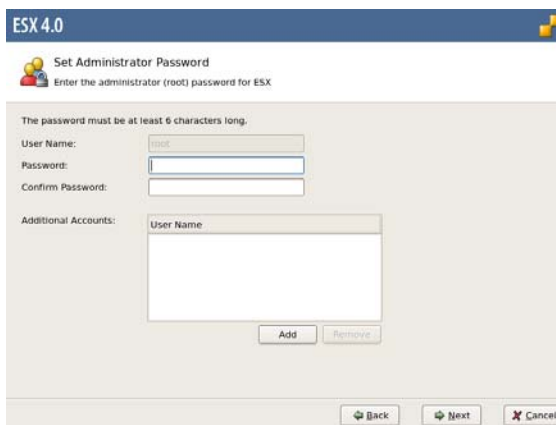 ESX 4.0
Set Administrator Password
Enter the administrator (root) password for ESX
The password must be at least 6 characters long.
User Name: root
Password:
Confirm Password:
Additional Accounts:
User Name
Add Remove
Back Next Cancel